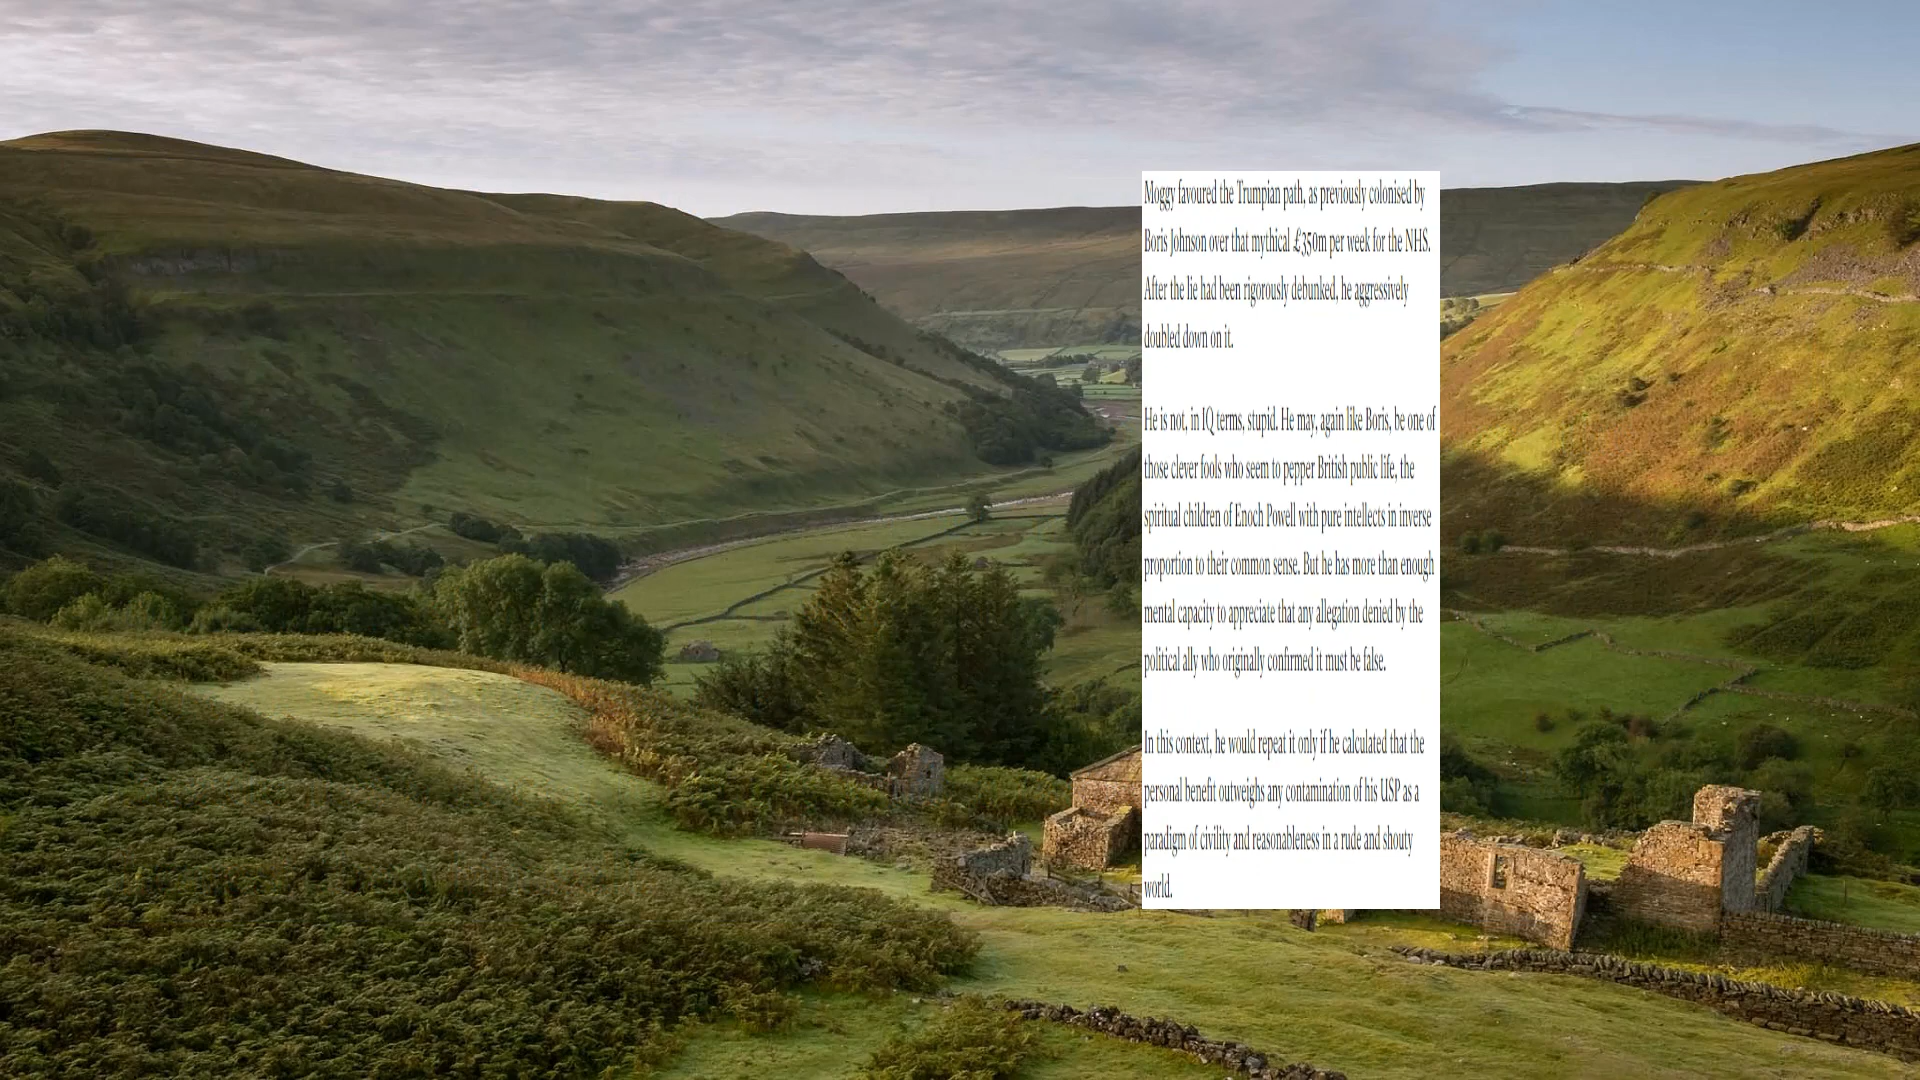 Moggy favoured the Trumpian path, as previously colonised by
Boris Johnson over that mythical £350m per week for the NHS.
After the lie had been rigorously debunked, he aggressively
doubled down on it.
He is not, in IQ terms, stupid. He may, again like Boris, be one of
those clever fools who seem to pepper British public life, the
spiritual children of Enoch Powell with pure intellects in inverse
proportion to their common sense. But he has more than enough
mental capacity to appreciate that any allegation denied by the
political ally who originally confirmed it must be false.
In this context, he would repeat it only if he calculated that the
personal benefit outweighs any contamination of his USP as a
paradigm of civility and reasonableness in a rude and shouty
world.